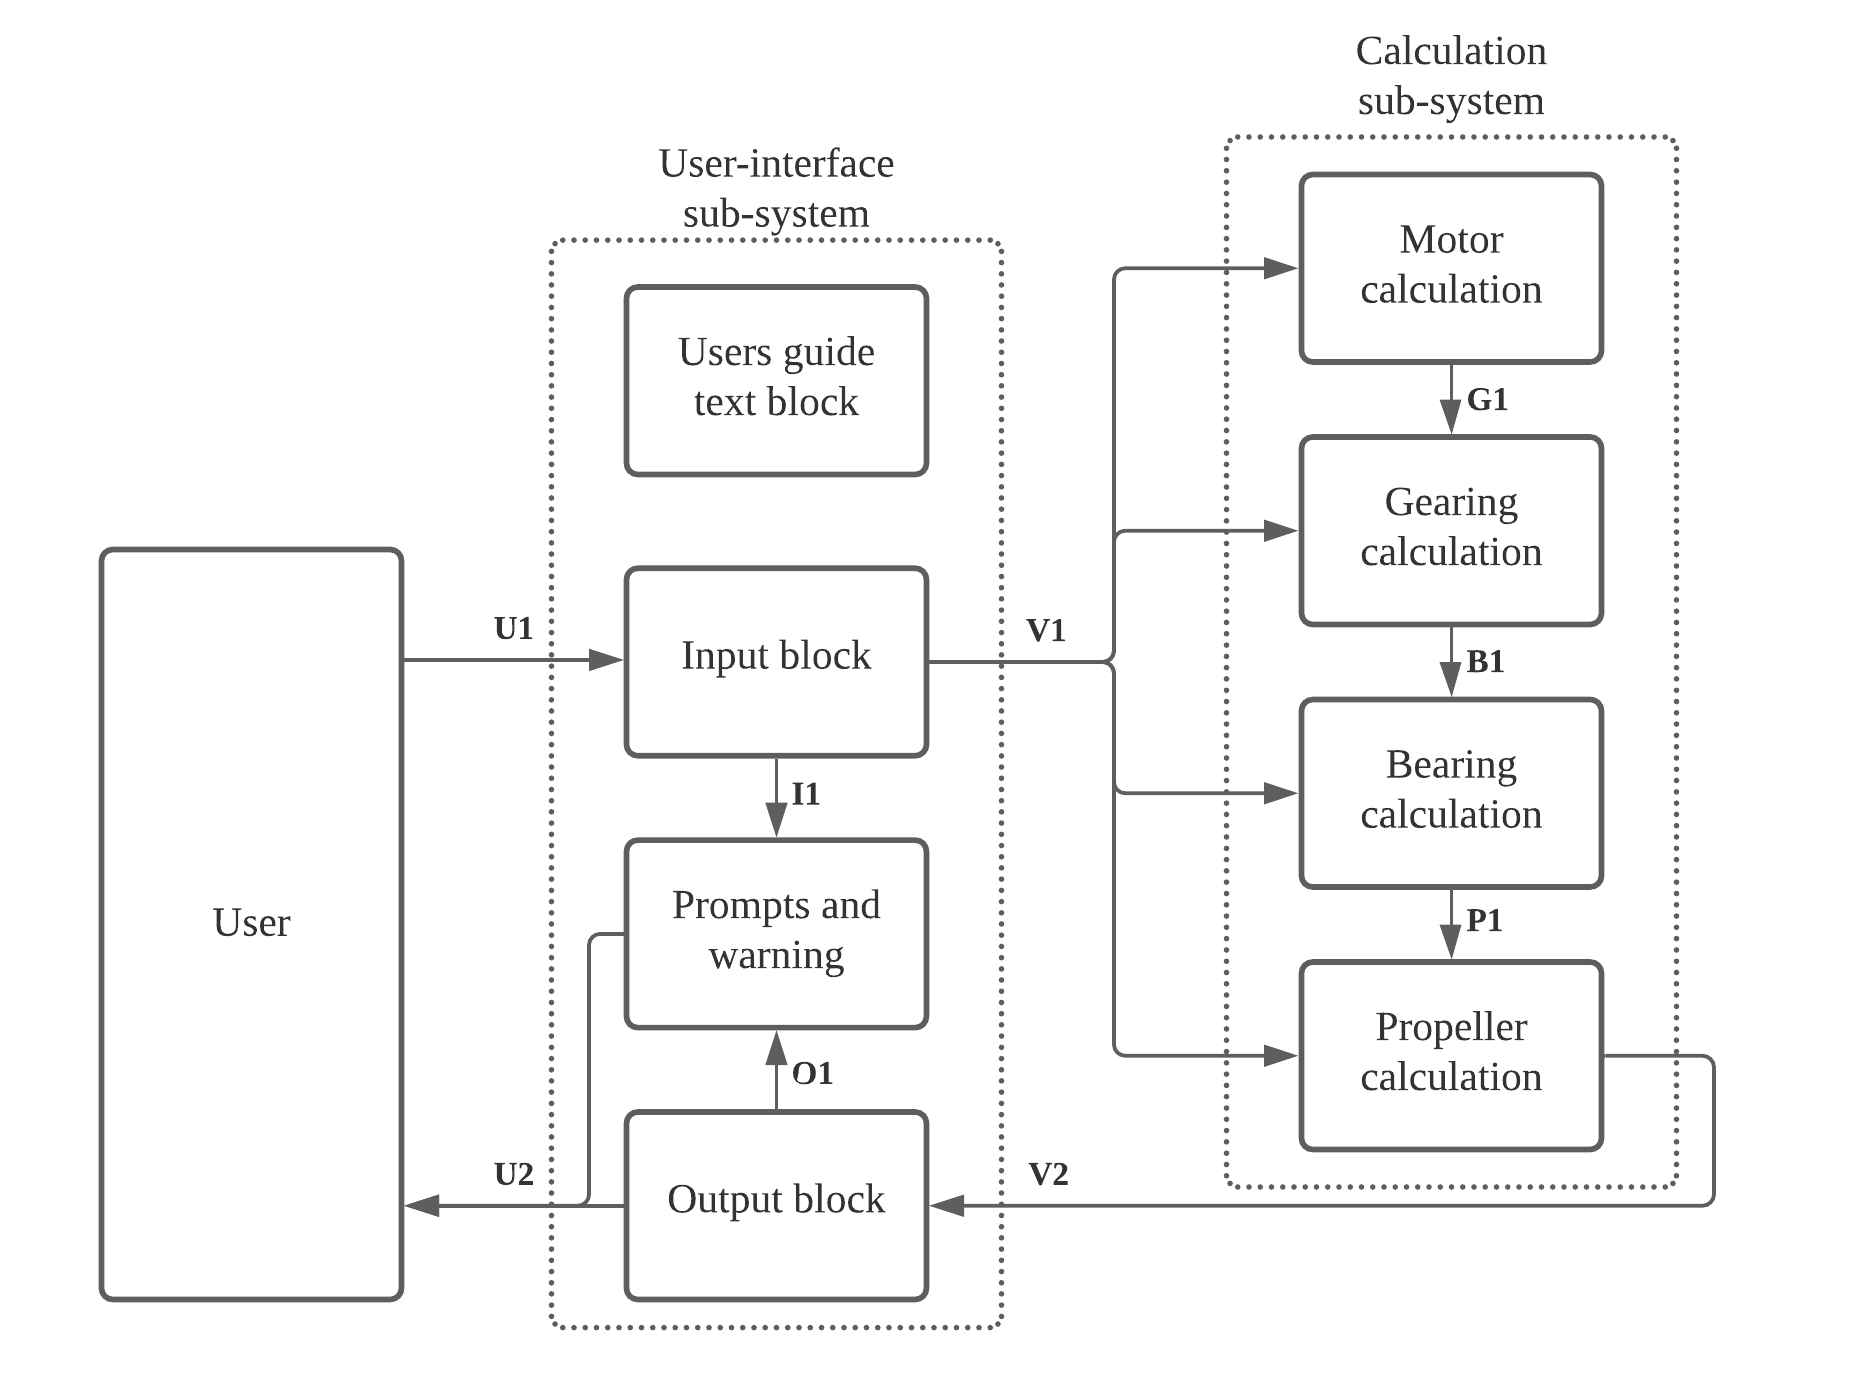 Calculation
sub-system
User-interface
sub-system
Motor
calculation
Users guide
text block
G1
Gearing
calculation
U1
Input block
V1
B1
Bearing
calculation
I1
User
Prompts and
warning
P1
Propeller
calculation
O1
U2
Output block
V2